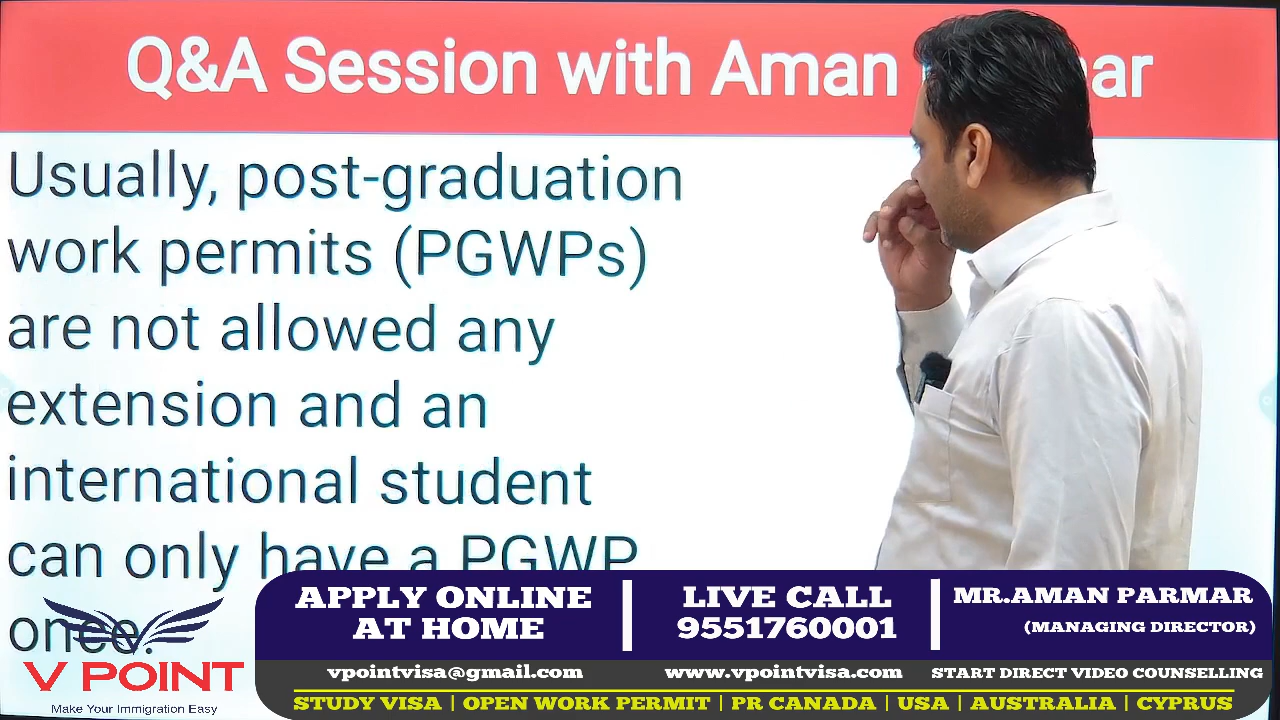 Q&A Session with Aman
Usually, post-graduation
work permits (PGWPs)
are not allowed any
extension and an
international student
can only have a PGWP
once.
V POINT
Make Your Immigration Easy
APPLY ONLINE
AT HOME
LIVE CALL
9551760001
MR.AMAN PARMAR
(MANAGING DIRECTOR)
vpointvisa@gmail.com
www.vpointvisa.com
START DIRECT VIDEO COUNSELLING
STUDY VISA | OPEN WORK PERMIT | PR CANADA | USA | AUSTRALIA | CYPRUS